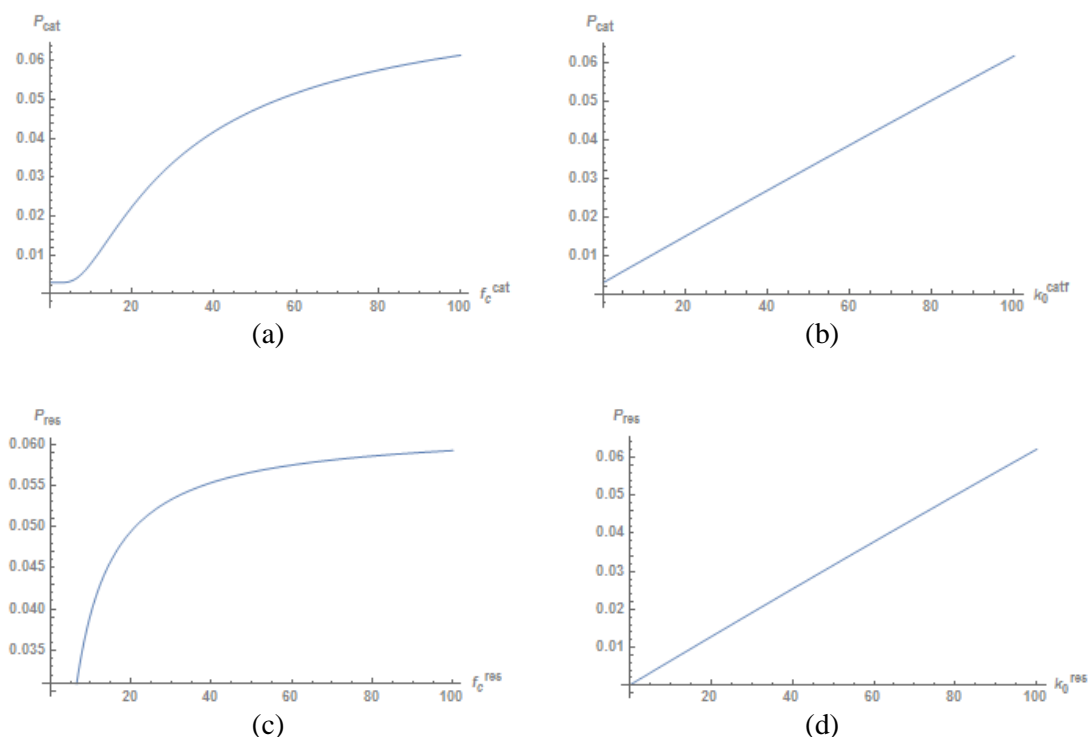 P_cat
0.06
0.05
0.04
0.03
0.02
0.01
20 40 60 80 100 f_c^cat
(a)
P_cat
0.06
0.05
0.04
0.03
0.02
0.01
20 40 60 80 100 k_0^catf
(b)
P_res
0.060
0.055
0.050
0.045
0.040
0.035
20 40 60 80 100 f_c^res
(c)
P_res
0.06
0.05
0.04
0.03
0.02
0.01
20 40 60 80 100 k_0^res
(d)